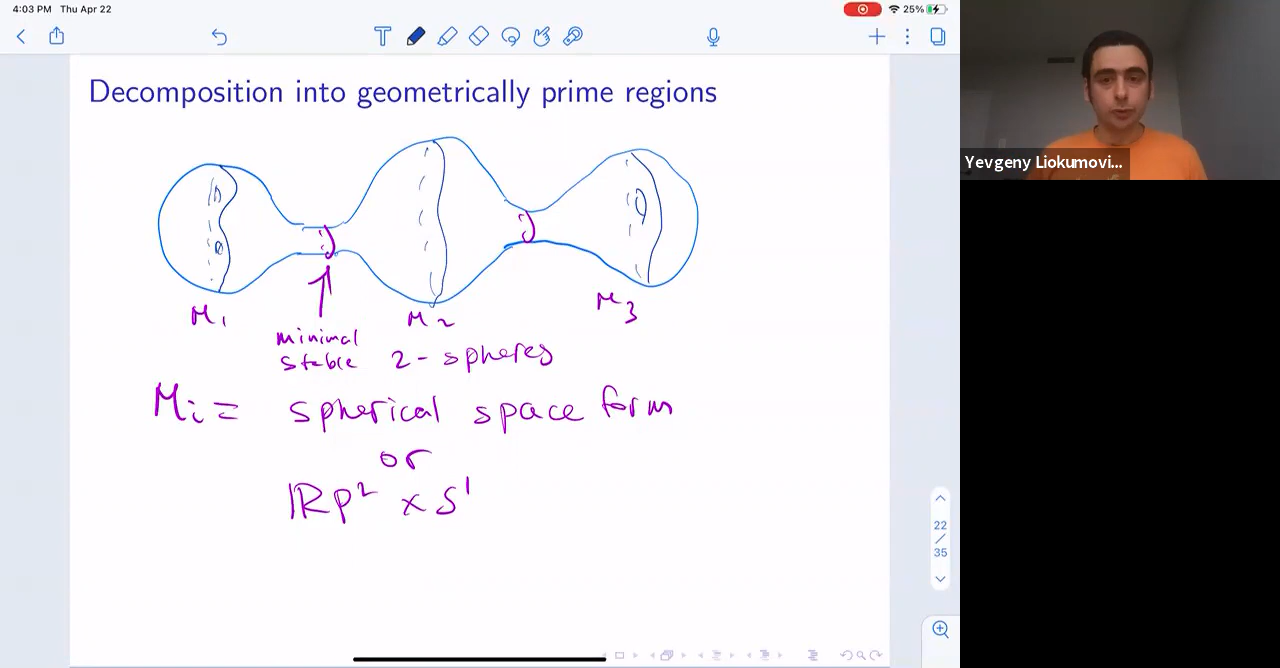 4:03 PM Thu Apr 22
25%
Decomposition into geometrically prime regions
M1
M2
M3
minimal
stable 2-spheres
Mi = spherical space form
or
RP² × S¹
22
/
35
Yevgeny Liokumovi...